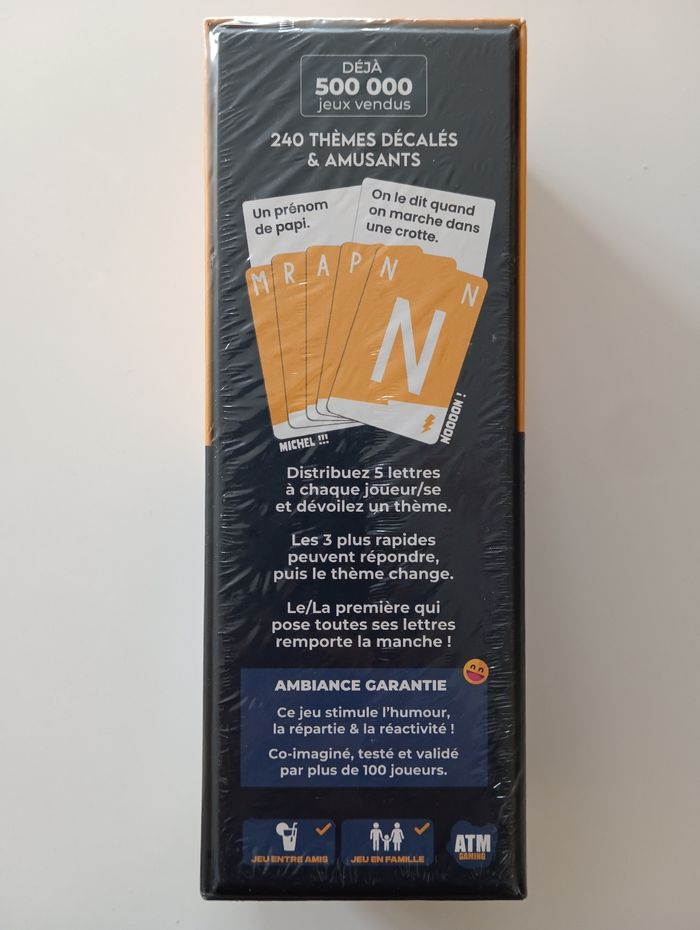 DÉJÀ
500 000
jeux vendus
240 THÈMES DÉCALÉS
& AMUSANTS
Un prénom
de papi.
On le dit quand
on marche dans
une crotte.
M R A P N N
N
MICHEL !!!
NOOOON !
Distribuez 5 lettres
à chaque joueur/se
et dévoilez un thème.
Les 3 plus rapides
peuvent répondre,
puis le thème change.
Le/La première qui
pose toutes ses lettres
remporte la manche !
AMBIANCE GARANTIE
Ce jeu stimule l'humour,
la répartie & la réactivité !
Co-imaginé, testé et validé
par plus de 100 joueurs.
JEU ENTRE AMIS
JEU EN FAMILLE
ATM
GAMING